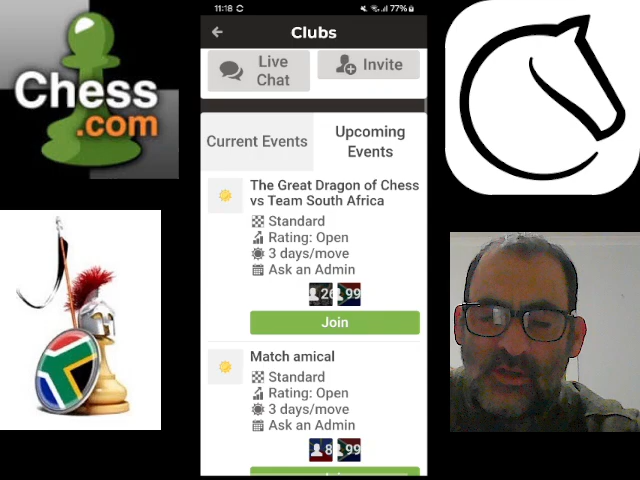 11:18
77%
Clubs
Live
Chat
Invite
Chess
.com
Current Events
Upcoming
Events
The Great Dragon of Chess
vs Team South Africa
Standard
Rating: Open
3 days/move
Ask an Admin
26
99
Join
Match amical
Standard
Rating: Open
3 days/move
Ask an Admin
8
99